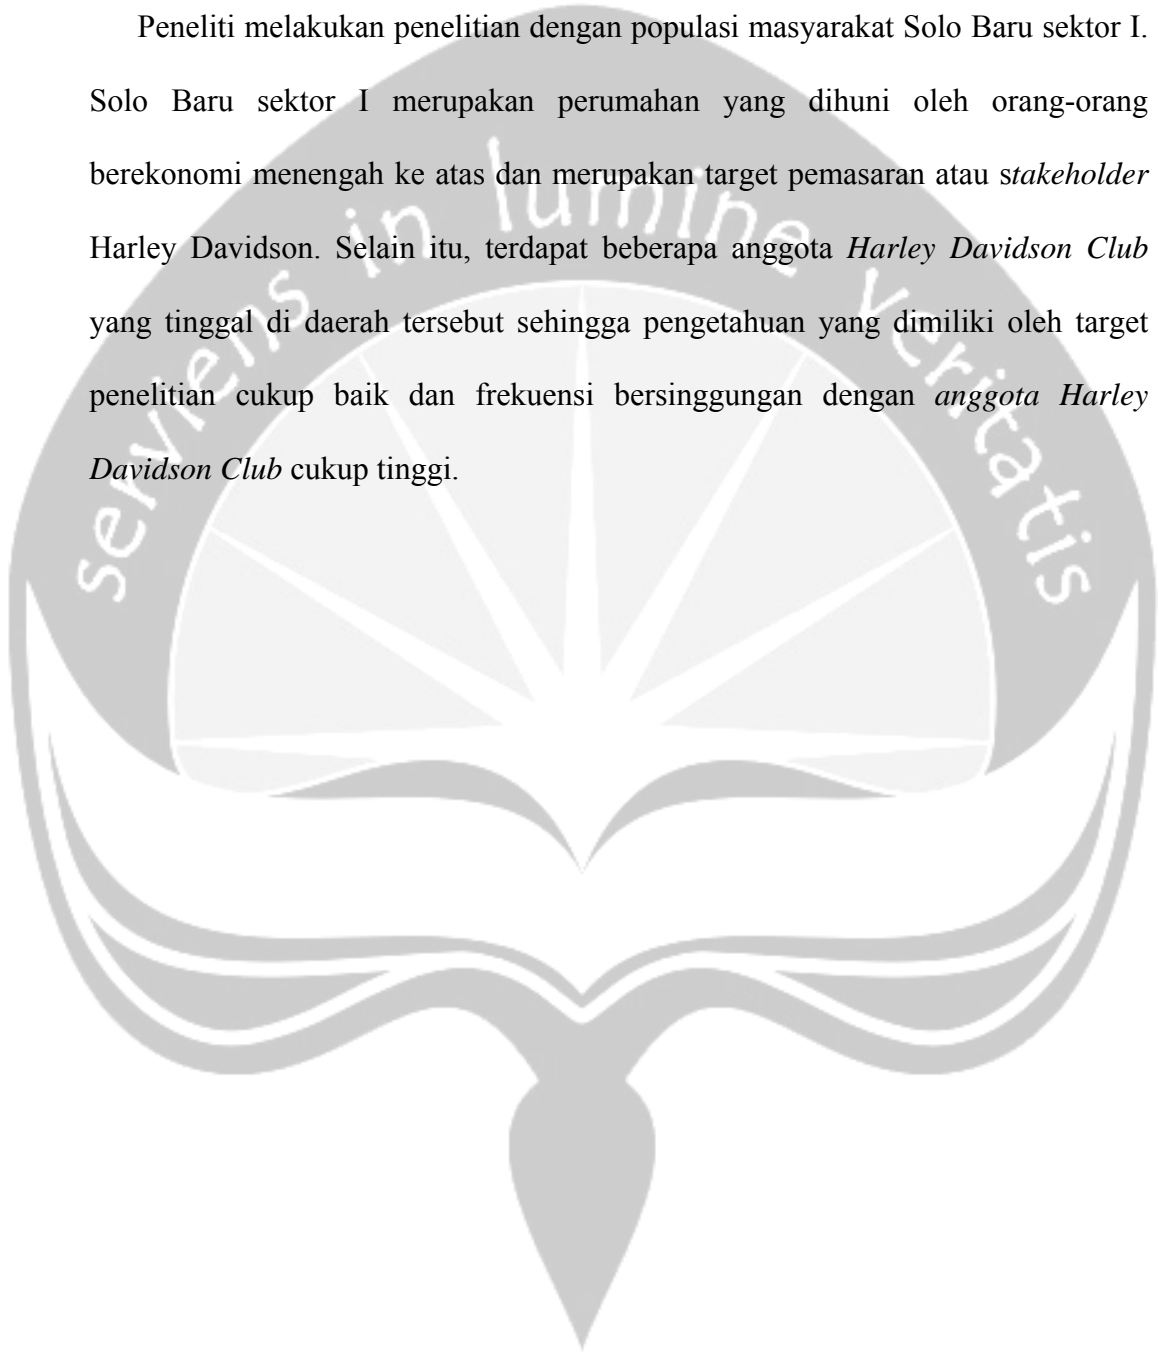 Peneliti melakukan penelitian dengan populasi masyarakat Solo Baru sektor I.
Solo Baru sektor I merupakan perumahan yang dihuni oleh orang-orang
berekonomi menengah ke atas dan merupakan target pemasaran atau stakeholder
Harley Davidson. Selain itu, terdapat beberapa anggota Harley Davidson Club
yang tinggal di daerah tersebut sehingga pengetahuan yang dimiliki oleh target
penelitian cukup baik dan frekuensi bersinggungan dengan anggota Harley
Davidson Club cukup tinggi.
serviens in lumine veritatis